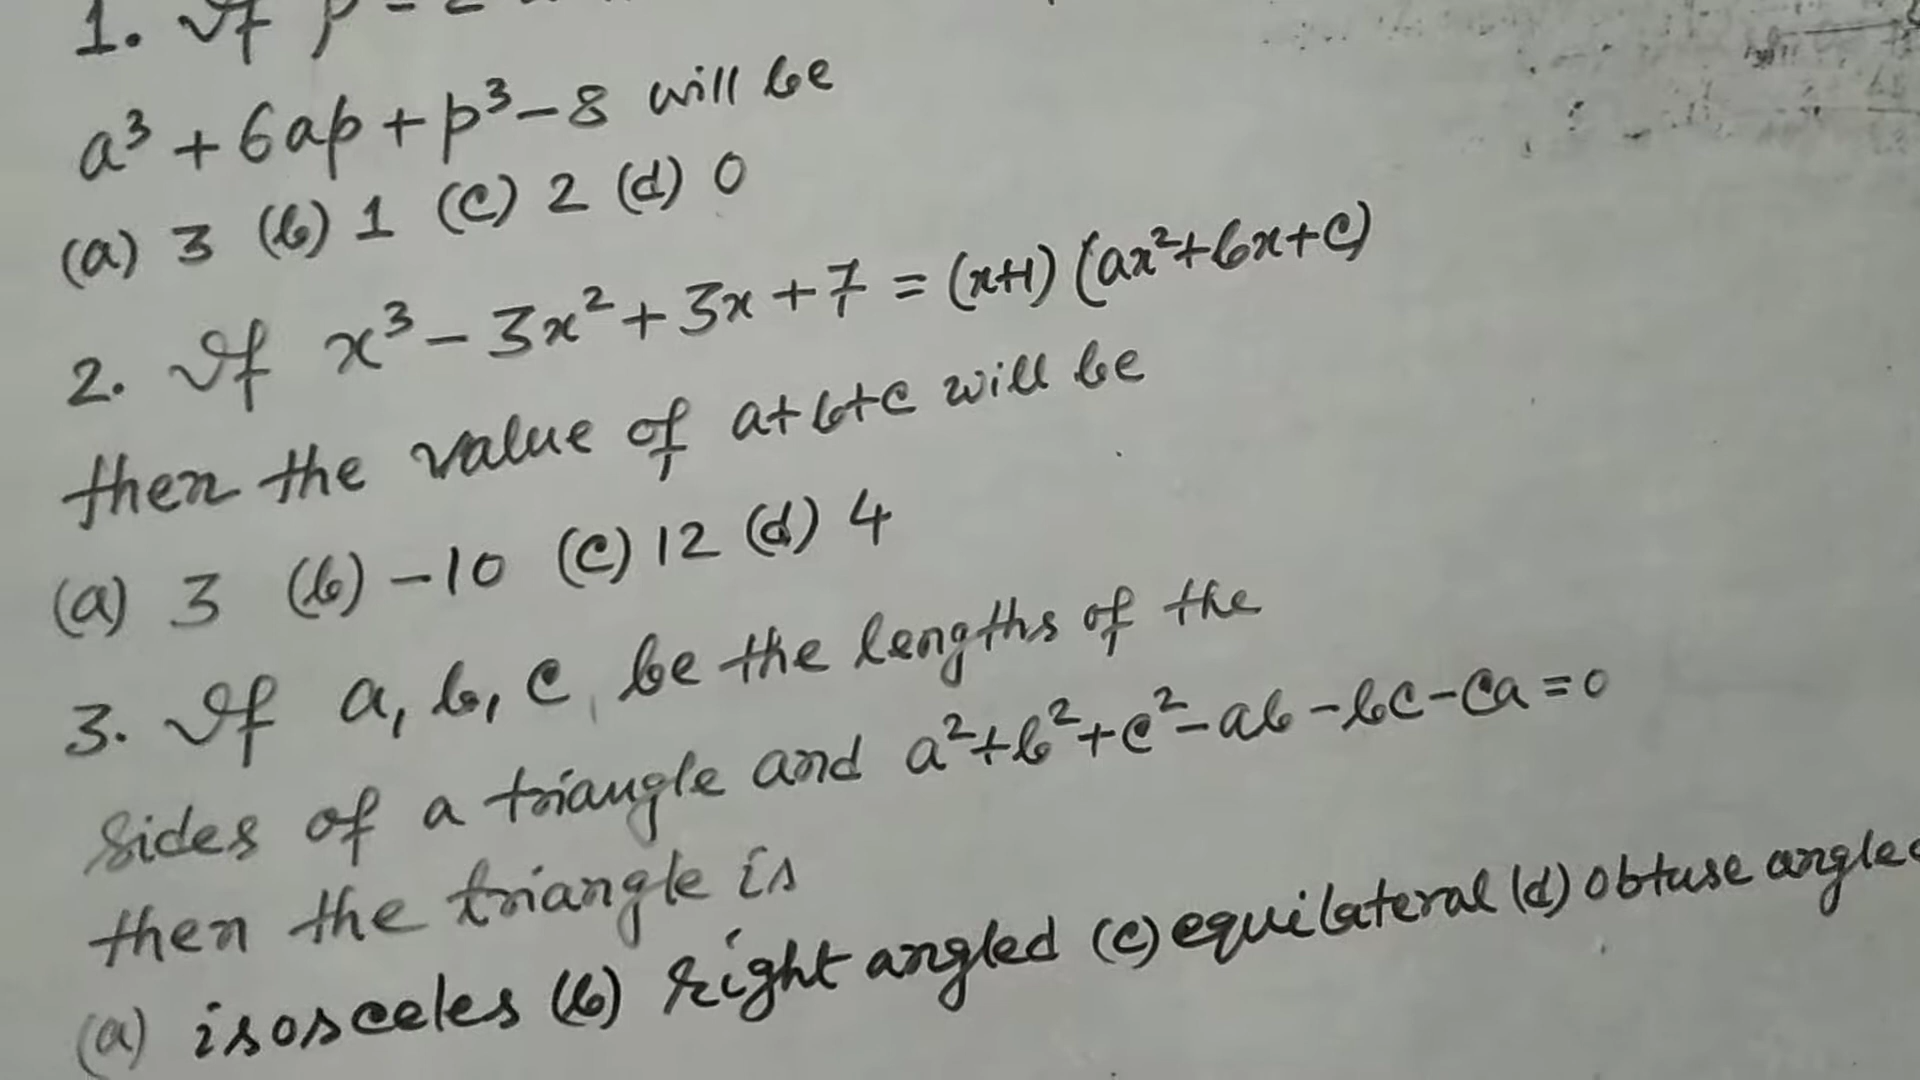 1. If p = 2
a³ + 6ap + p³ - 8 will be
(a) 3 (b) 1 (c) 2 (d) 0
2. If x³ - 3x² + 3x + 7 = (x+1) (ax²+bx+c)
then the value of a+b+c will be
(a) 3 (b) -10 (c) 12 (d) 4
3. If a, b, c, be the lengths of the
sides of a triangle and a²+b²+c²-ab-bc-ca=0
then the triangle is
(a) isosceles (b) right angled (c) equilateral (d) obtuse angled